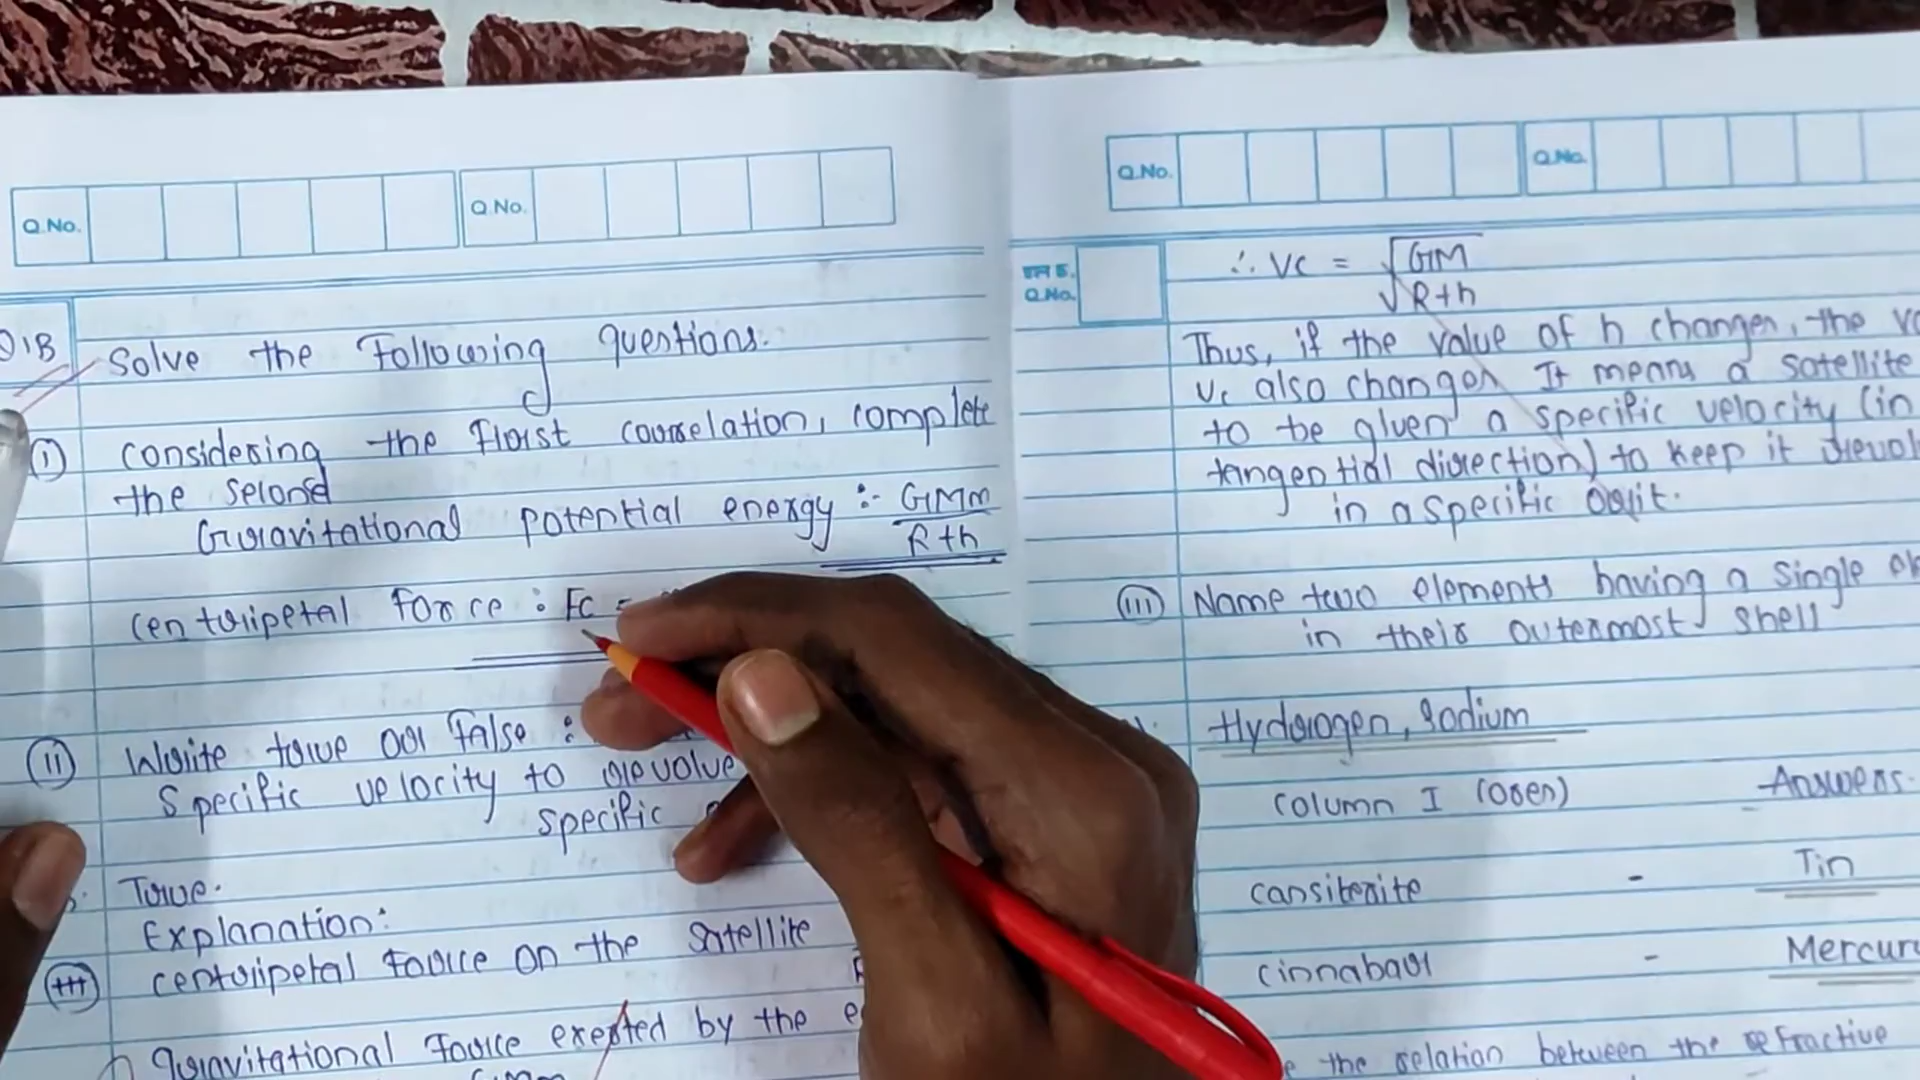 Q.No.
Q.No.
Q1B
Solve the Following questions.
(i) considering the First correlation, complete
the second
Gravitational potential energy :- GMm
R+h
centripetal force : Fc =
(ii) Write true or false :
specific velocity to revolve
specific
True.
Explanation:
centripetal force on the satellite
gravitational force exerted by the
Q.No.
Q.No.
Q.No.
∴ Vc = √GM
√R+h
Thus, if the value of h changes, the
vc also changes It means a satellite
to be given a specific velocity (in
tangential direction) to keep it
in a specific orbit.
(iii) Name two elements having a single
in their outermost shell
Hydrogen, Sodium
Column I (Ores)
Answers.
cassiterite - Tin
cinnabar -
the relation between the refractive